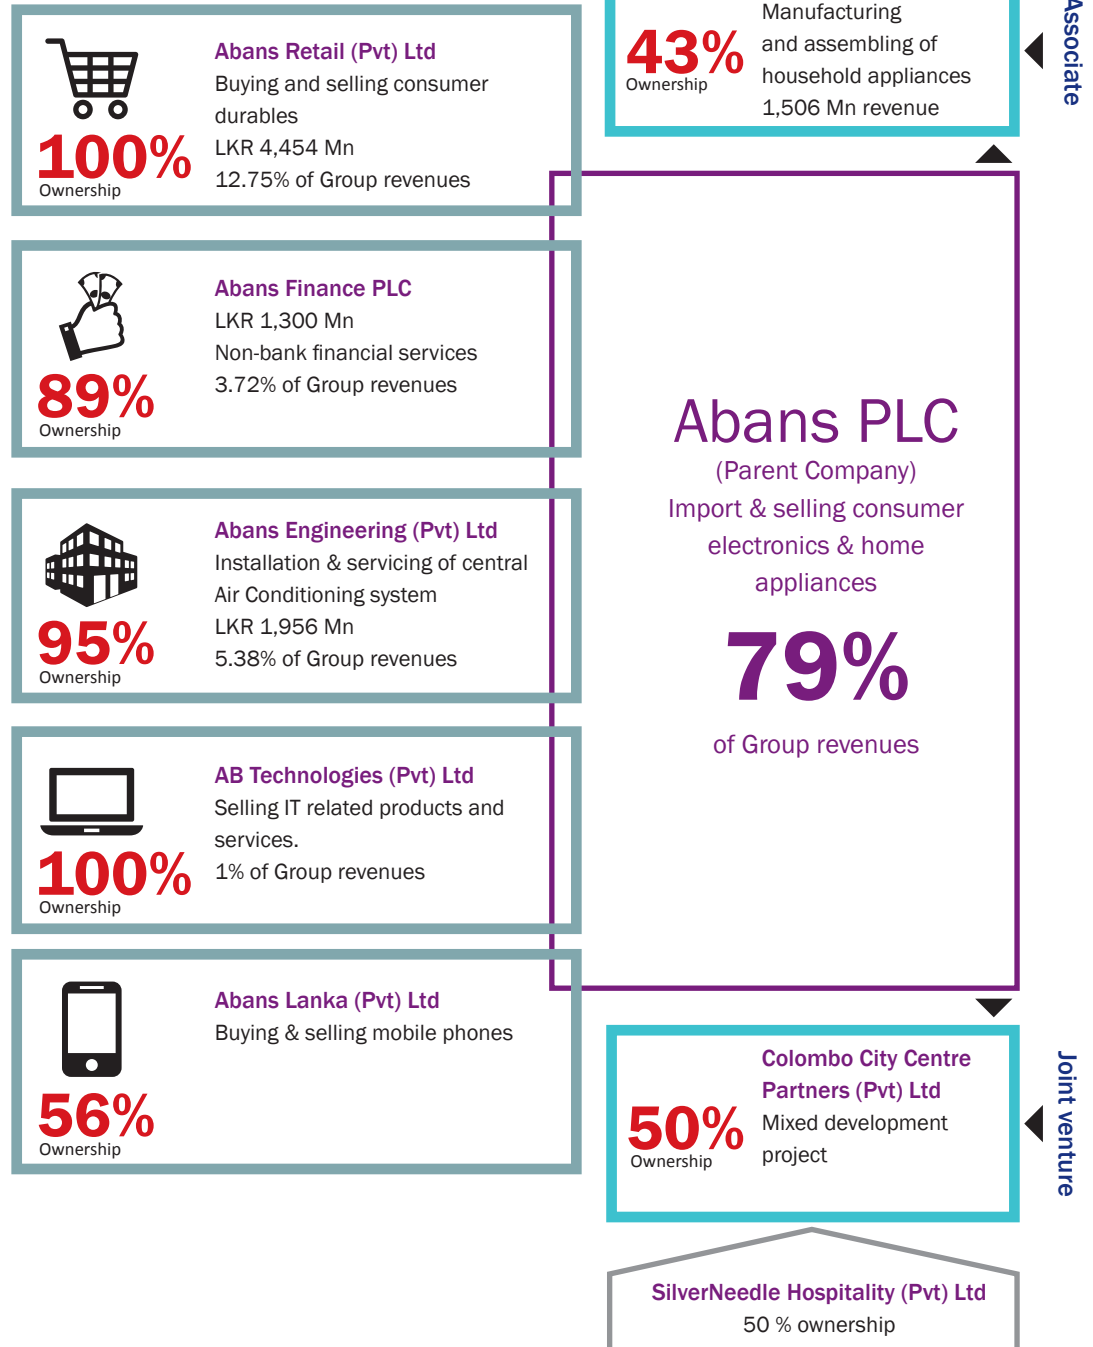 Abans Retail (Pvt) Ltd
Buying and selling consumer
durables
LKR 4,454 Mn
12.75% of Group revenues
100%
Ownership
Abans Finance PLC
LKR 1,300 Mn
Non-bank financial services
3.72% of Group revenues
89%
Ownership
Abans Engineering (Pvt) Ltd
Installation & servicing of central
Air Conditioning system
LKR 1,956 Mn
5.38% of Group revenues
95%
Ownership
AB Technologies (Pvt) Ltd
Selling IT related products and
services.
1% of Group revenues
100%
Ownership
Abans Lanka (Pvt) Ltd
Buying & selling mobile phones
56%
Ownership
Manufacturing
and assembling of
household appliances
1,506 Mn revenue
43%
Ownership
Associate
Abans PLC
(Parent Company)
Import & selling consumer
electronics & home
appliances
79%
of Group revenues
Colombo City Centre
Partners (Pvt) Ltd
Mixed development
project
50%
Ownership
Joint venture
SilverNeedle Hospitality (Pvt) Ltd
50 % ownership